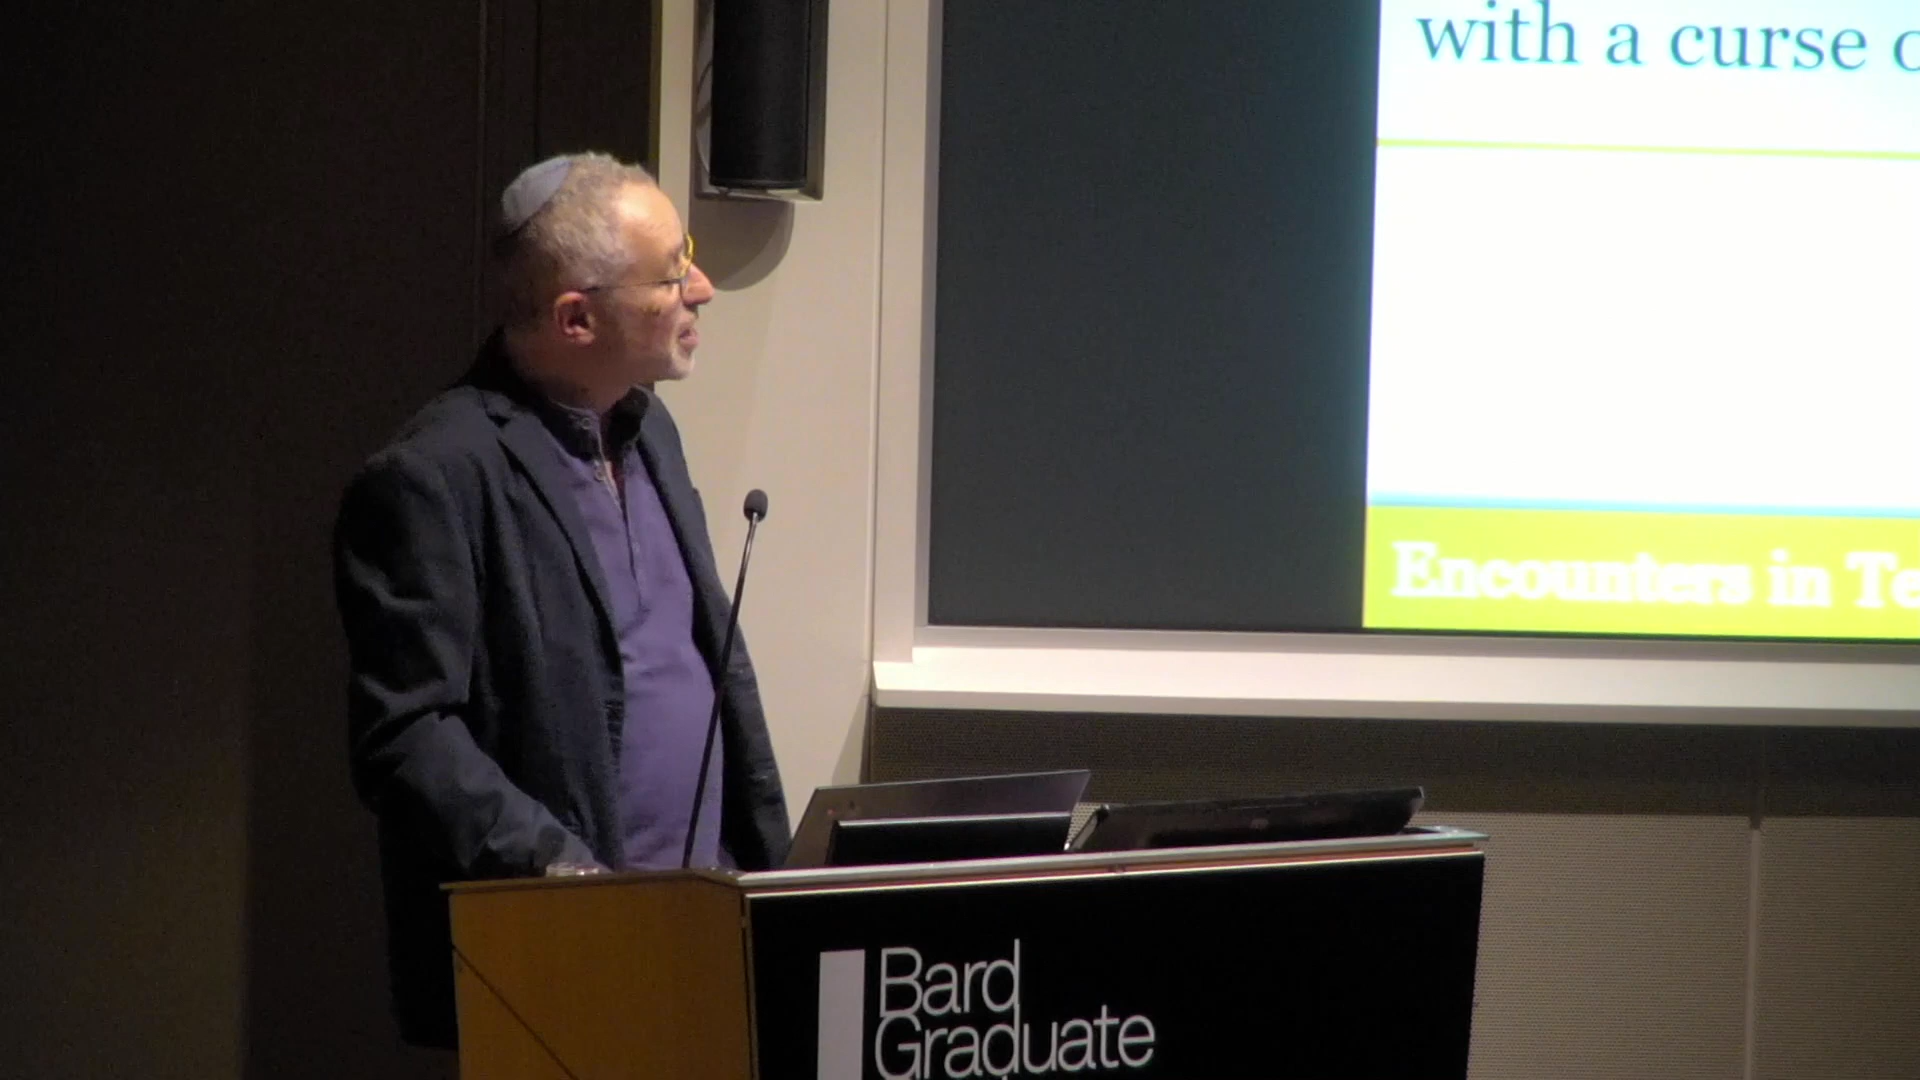 with a curse
Encounters in
Bard
Graduate